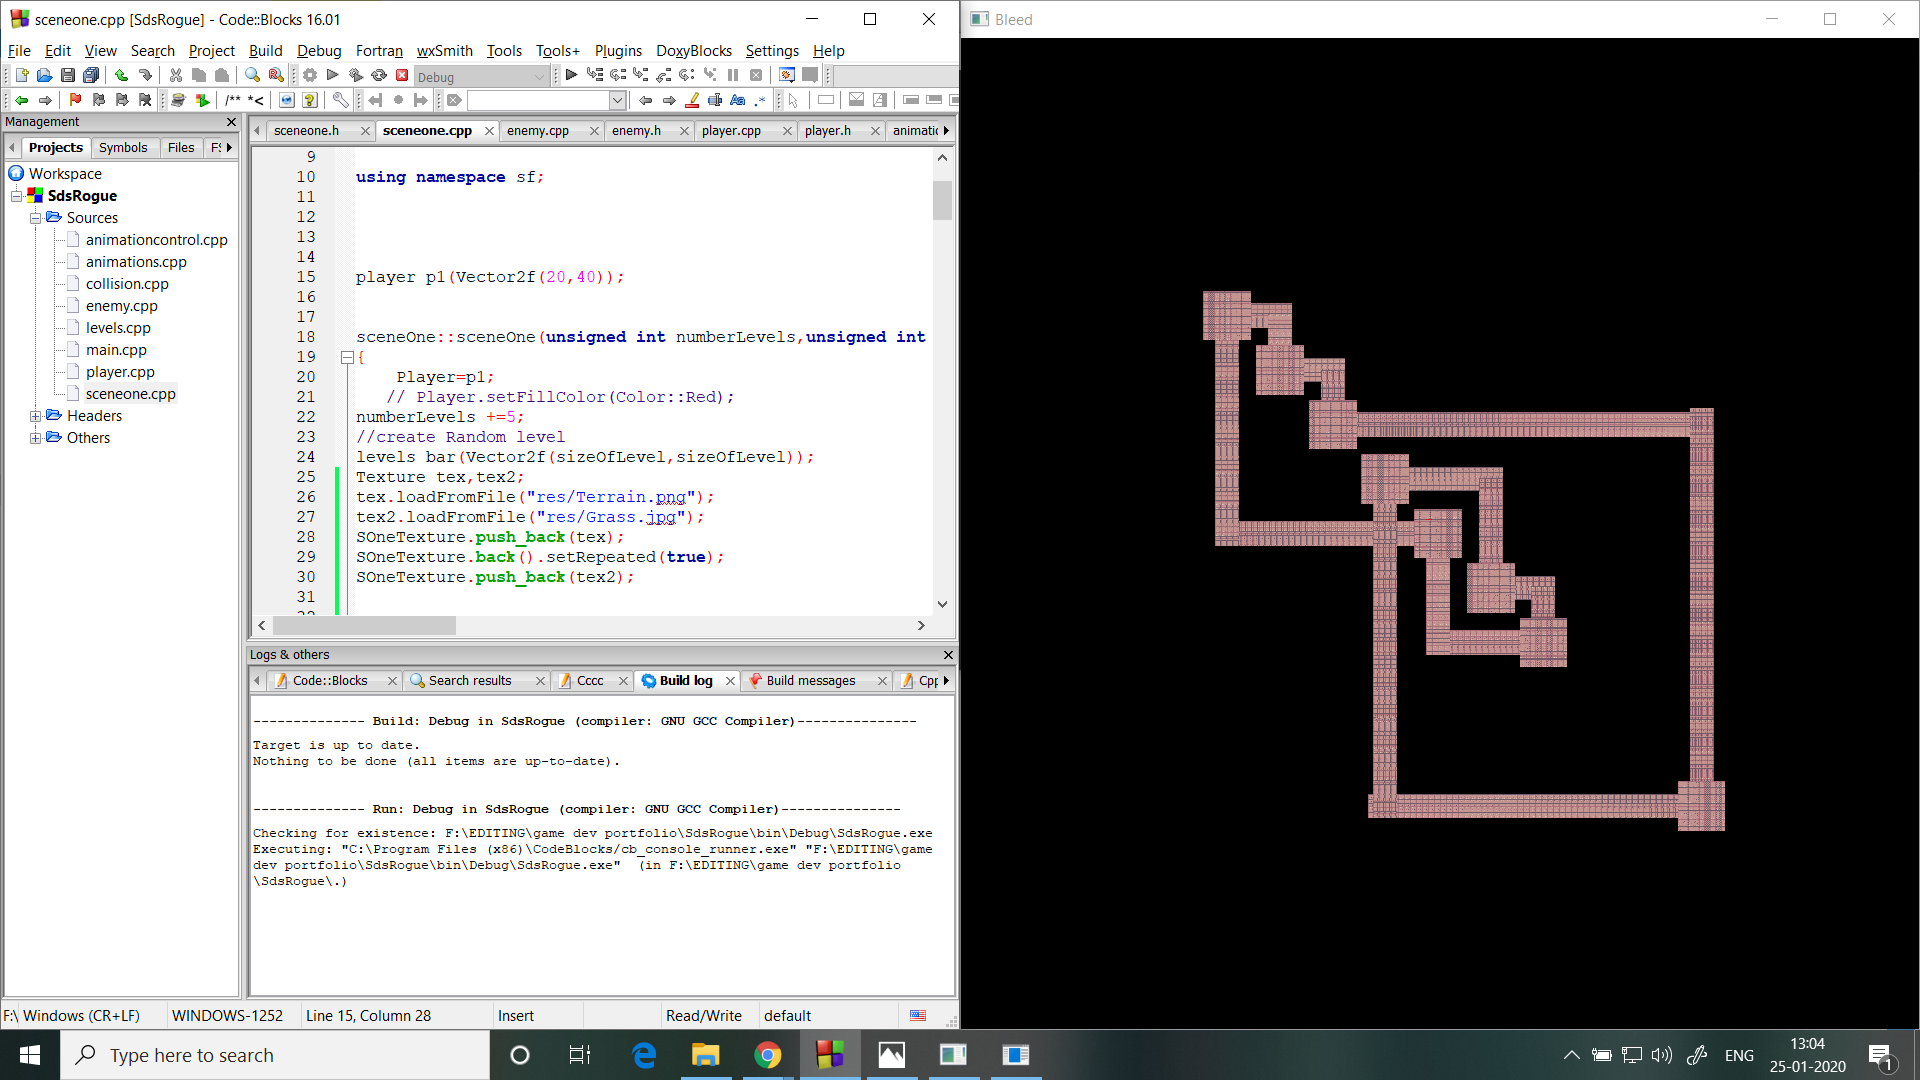 sceneone.cpp [SdsRogue] - Code::Blocks 16.01
File Edit View Search Project Build Debug Fortran wxSmith Tools Tools+ Plugins DoxyBlocks Settings Help
Debug
/** *<
Management
Projects Symbols Files FS
Workspace
SdsRogue
Sources
animationcontrol.cpp
animations.cpp
collision.cpp
enemy.cpp
levels.cpp
main.cpp
player.cpp
sceneone.cpp
Headers
Others
sceneone.h sceneone.cpp enemy.cpp enemy.h player.cpp player.h animatic
9
10 using namespace sf;
11
12
13
14
15 player p1(Vector2f(20,40));
16
17
18 sceneOne::sceneOne(unsigned int numberLevels,unsigned int
19 {
20 Player=p1;
21 // Player.setFillColor(Color::Red);
22 numberLevels +=5;
23 //create Random level
24 levels bar(Vector2f(sizeOfLevel,sizeOfLevel));
25 Texture tex,tex2;
26 tex.loadFromFile("res/Terrain.png");
27 tex2.loadFromFile("res/Grass.jpg");
28 SOneTexture.push_back(tex);
29 SOneTexture.back().setRepeated(true);
30 SOneTexture.push_back(tex2);
31
Logs & others
Code::Blocks Search results Cccc Build log Build messages Cpp
-------------- Build: Debug in SdsRogue (compiler: GNU GCC Compiler)---------------
Target is up to date.
Nothing to be done (all items are up-to-date).
-------------- Run: Debug in SdsRogue (compiler: GNU GCC Compiler)---------------
Checking for existence: F:\EDITING\game dev portfolio\SdsRogue\bin\Debug\SdsRogue.exe
Executing: "C:\Program Files (x86)\CodeBlocks/cb_console_runner.exe" "F:\EDITING\game
dev portfolio\SdsRogue\bin\Debug\SdsRogue.exe"  (in F:\EDITING\game dev portfolio
\SdsRogue\.)
F:\ Windows (CR+LF) WINDOWS-1252 Line 15, Column 28 Insert Read/Write default
Bleed
Type here to search
ENG
13:04
25-01-2020
1